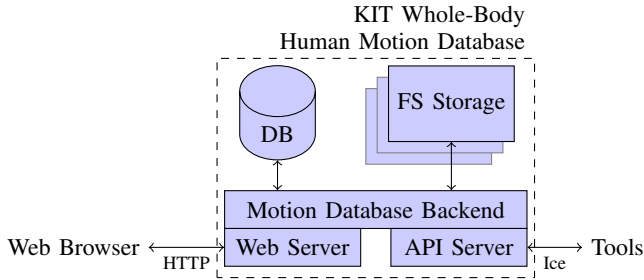 KIT Whole-Body
Human Motion Database
DB
FS Storage
Motion Database Backend
Web Server
API Server
Web Browser
HTTP
Ice
Tools